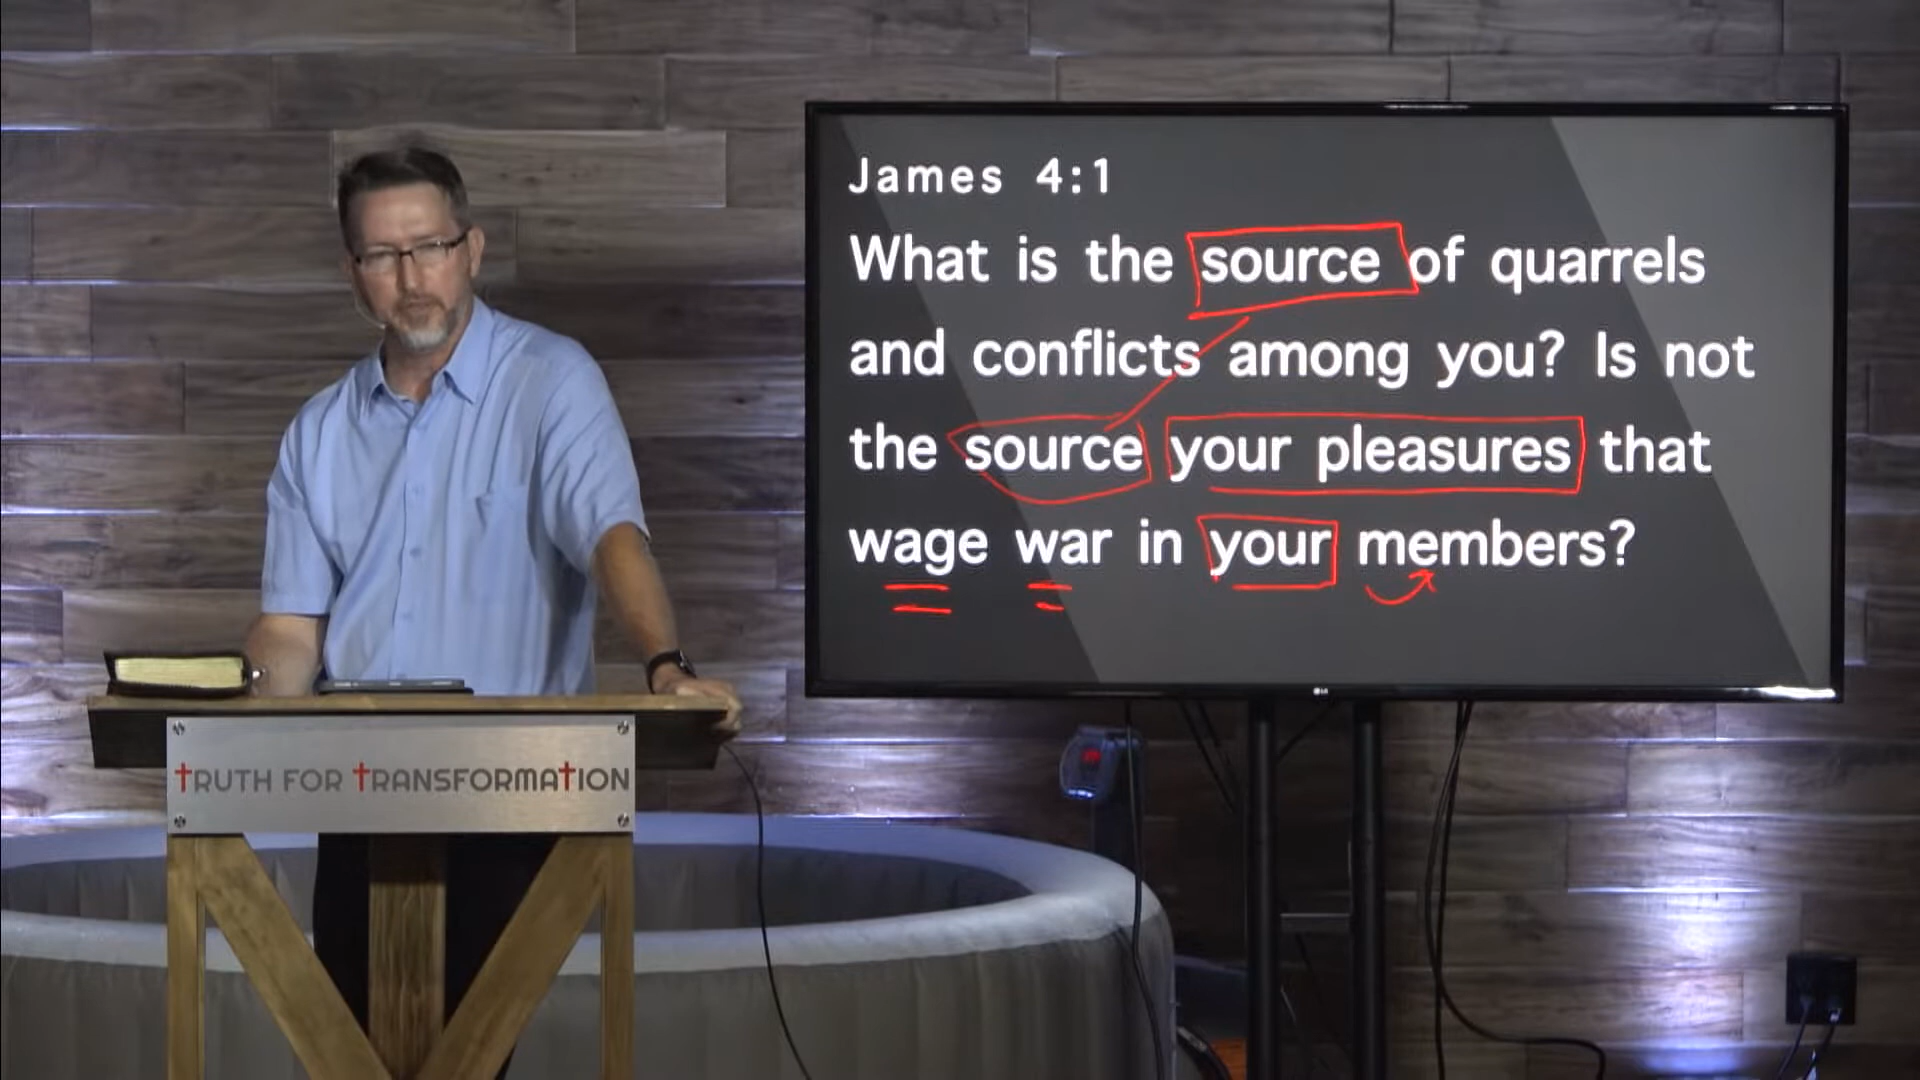 James 4:1
What is the source of quarrels
and conflicts among you? Is not
the source your pleasures that
wage war in your members?
LG
TRUTH FOR TRANSFORMATION